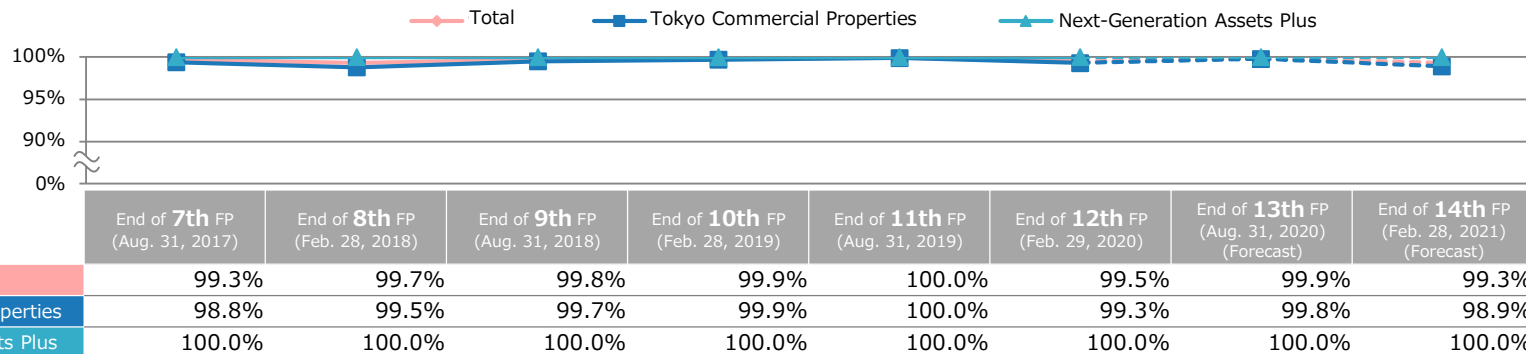 Total
Tokyo Commercial Properties
Next-Generation Assets Plus
100%
95%
90%
0%
End of 7th FP
(Aug. 31, 2017)
End of 8th FP
(Feb. 28, 2018)
End of 9th FP
(Aug. 31, 2018)
End of 10th FP
(Feb. 28, 2019)
End of 11th FP
(Aug. 31, 2019)
End of 12th FP
(Feb. 29, 2020)
End of 13th FP
(Aug. 31, 2020)
(Forecast)
End of 14th FP
(Feb. 28, 2021)
(Forecast)
99.3% 99.7% 99.8% 99.9% 100.0% 99.5% 99.9% 99.3%
perties 98.8% 99.5% 99.7% 99.9% 100.0% 99.3% 99.8% 98.9%
ts Plus 100.0% 100.0% 100.0% 100.0% 100.0% 100.0% 100.0% 100.0%